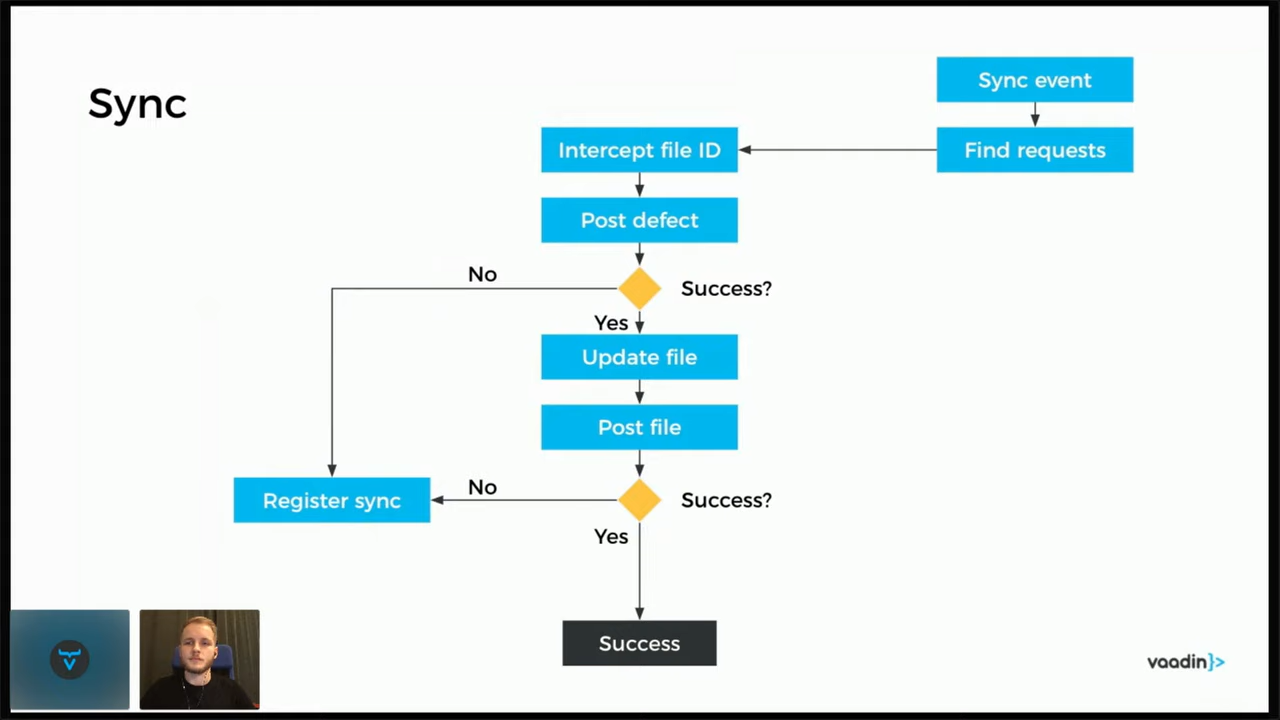 Sync
Sync event
Find requests
Intercept file ID
Post defect
No
Success?
Yes
Update file
Post file
No
Success?
Register sync
Yes
Success
vaadin}>